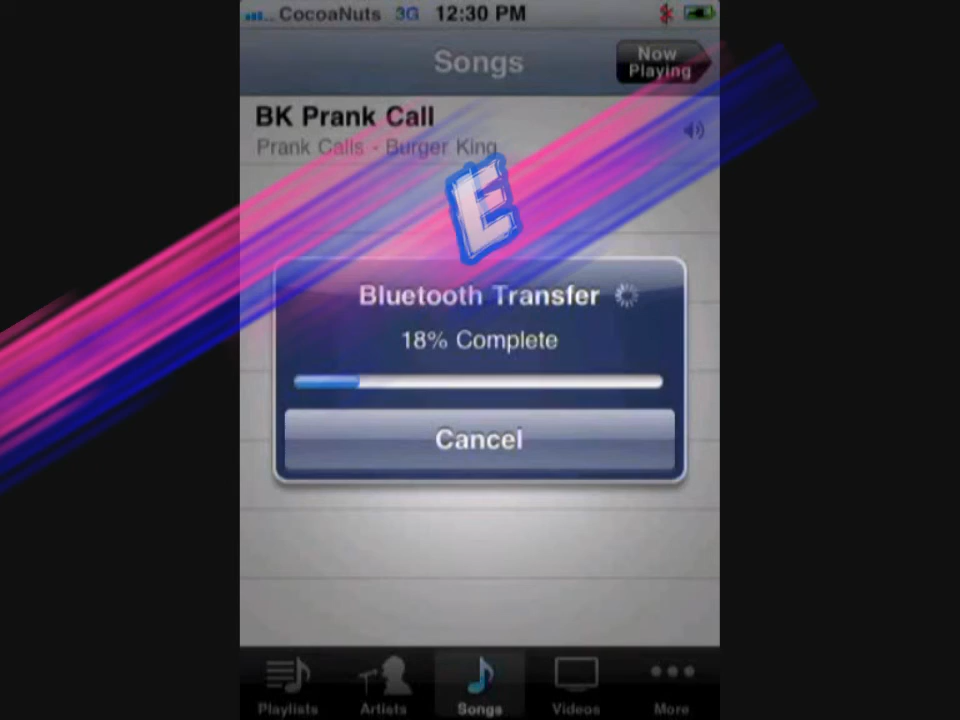 CocoaNuts 3G 12:30 PM
Songs
Now
Playing
BK Prank Call
Prank Calls - Burger King
E
Bluetooth Transfer
18% Complete
Cancel
Playlists Artists Songs Videos More